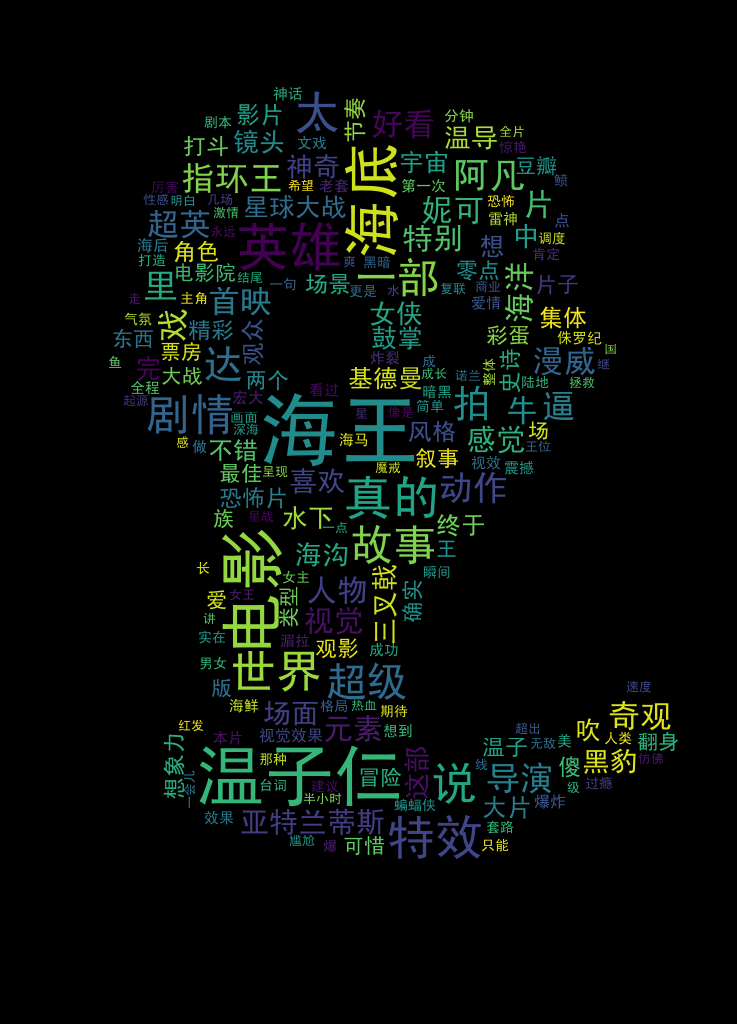 神话
太
节奏
好看
影片
剧本
打斗
镜头
文戏
分钟
温导
全片
惊艳
神奇
海底
宇宙
豆瓣
指环王
厉害
希望
老套
第一次
阿凡
鲼
性感
明白
几场
激情
星球大战
妮可
恐怖
雷神
片
点
超英
永远
英雄
特别
想
中
调度
肯定
海后
打造
角色
电影院
结尾
一句
爽
黑暗
一部
零点
海洋
片子
里
主角
场景
更是
水
复联
商业
爱情
走
首映
女侠
鼓掌
彩蛋
集体
气氛
戏
精彩
观众
东西
票房
炸裂
成
史诗
漫威
侏罗纪
国
继
鱼
完
大战
达
两个
基德曼
成长
诺兰
整体
陆地
拯救
全程
起源
宏大
看过
暗黑
简单
拍
牛
逼
剧情
画面
深海
海王
星
像是
海马
风格
感觉
场
王位
感
做
不错
叙事
视效
震撼
最佳
呈现
喜欢
魔戒
真的
动作
恐怖片
族
星战
水下
一点
故事
终于
海沟
王
电影
长
女主
瞬间
爱
女王
类型
人物
三叉戟
确实
讲
视觉
实在
湄拉
观影
成功
男女
世界
超级
版
速度
海鲜
场面
格局
热血
期待
奇观
红发
本片
视觉效果
元素
想到
超出
无敌
美
吹
人类
翻身
想象力
那种
温子
仿佛
一会儿
温子仁
台词
冒险
建议
半小时
这部
说
线
导演
傻
黑豹
级
过瘾
蝙蝠侠
大片
爆炸
效果
亚特兰蒂斯
特效
套路
尴尬
爆
可惜
只能